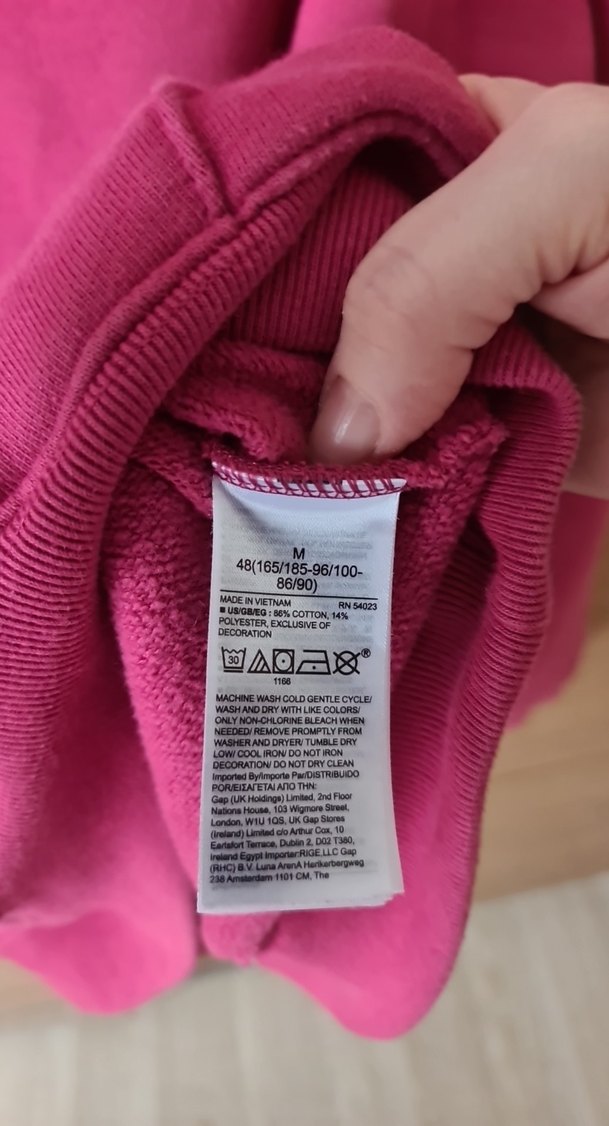 M
48(165/185-96/100-
86/90)
MADE IN VIETNAM RN 54023
■ US/GB/EG : 86% COTTON, 14%
POLYESTER, EXCLUSIVE OF
DECORATION
30 ®
1166
MACHINE WASH COLD GENTLE CYCLE/
WASH AND DRY WITH LIKE COLORS/
ONLY NON-CHLORINE BLEACH WHEN
NEEDED/ REMOVE PROMPTLY FROM
WASHER AND DRYER/ TUMBLE DRY
LOW/ COOL IRON/ DO NOT IRON
DECORATION/ DO NOT DRY CLEAN
Imported By/Importe Par/DISTRIBUIDO
POR/ΕΙΣΑΓΕΤΑΙ ΑΠΟ ΤΗΝ:
Gap (UK Holdings) Limited, 2nd Floor
Nations House, 103 Wigmore Street,
London, W1U 1QS, UK Gap Stores
(Ireland) Limited c/o Arthur Cox, 10
Earlsfort Terrace, Dublin 2, D02 T380,
Ireland Egypt Importer:RIGE,LLC Gap
(RHC) B.V. Luna ArenA Herikerbergweg
238 Amsterdam 1101 CM, The